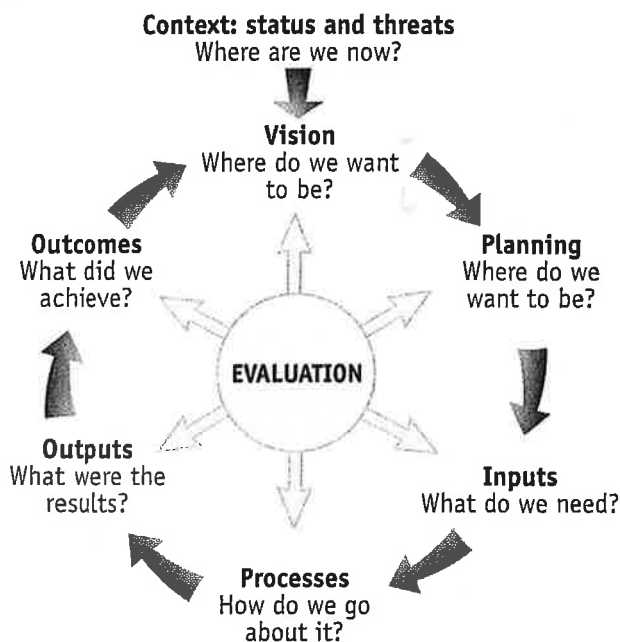 Context: status and threats
Where are we now?
Vision
Where do we want
to be?
Planning
Where do we
want to be?
Inputs
What do we need?
Processes
How do we go
about it?
Outputs
What were the
results?
Outcomes
What did we
achieve?
EVALUATION